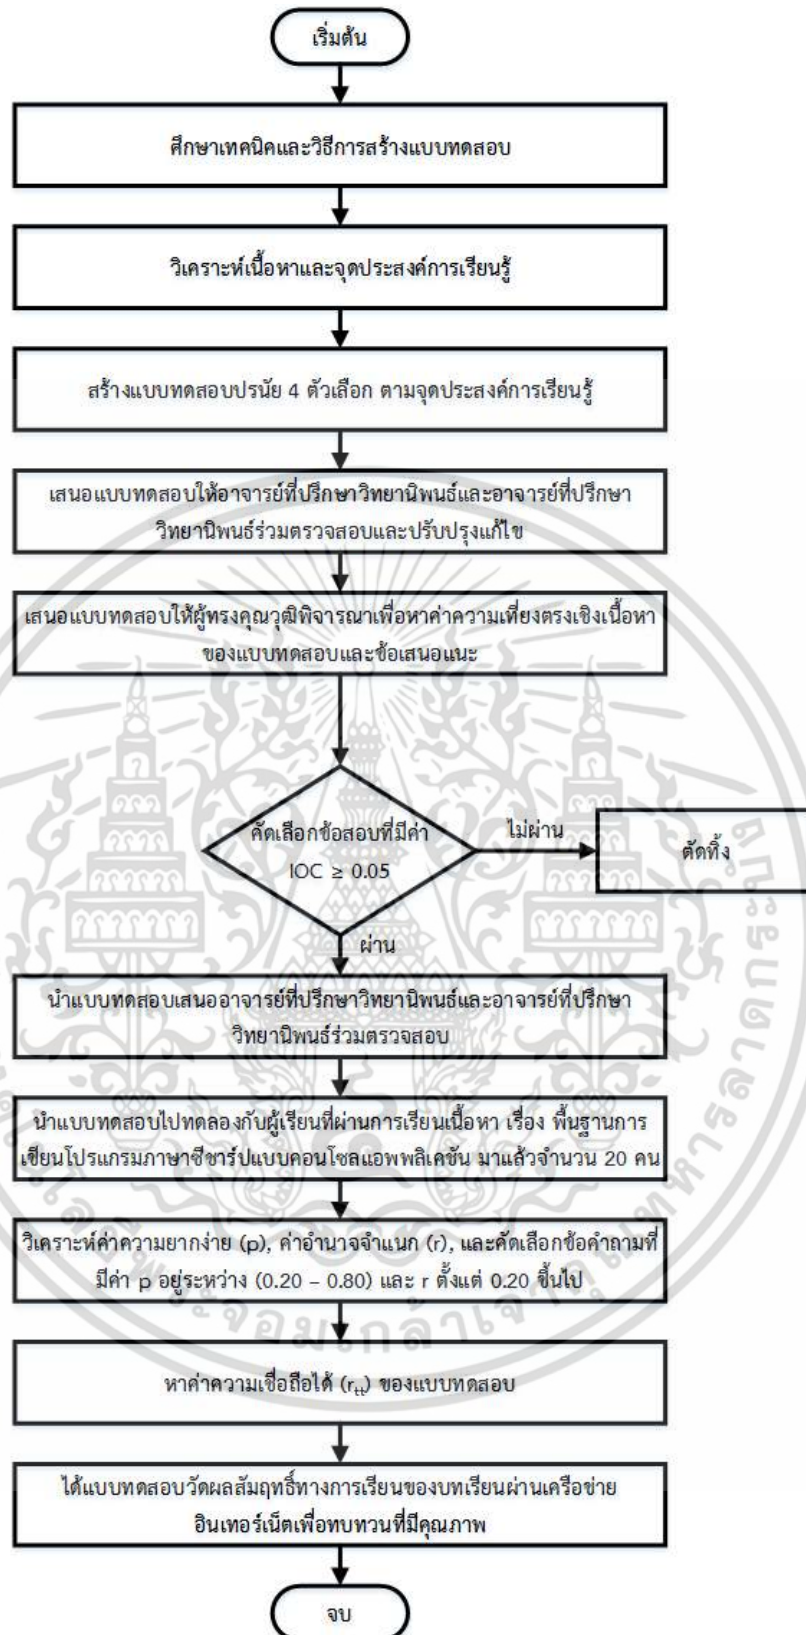 เริ่มต้น
ศึกษาเทคนิคและวิธีการสร้างแบบทดสอบ
วิเคราะห์เนื้อหาและจุดประสงค์การเรียนรู้
สร้างแบบทดสอบปรนัย 4 ตัวเลือก ตามจุดประสงค์การเรียนรู้
เสนอแบบทดสอบให้อาจารย์ที่ปรึกษาวิทยานิพนธ์และอาจารย์ที่ปรึกษา
วิทยานิพนธ์ร่วมตรวจสอบและปรับปรุงแก้ไข
เสนอแบบทดสอบให้ผู้ทรงคุณวุฒิพิจารณาเพื่อหาค่าความเที่ยงตรงเชิงเนื้อหา
ของแบบทดสอบและข้อเสนอแนะ
คัดเลือกข้อสอบที่มีค่า
IOC ≥ 0.05
ไม่ผ่าน
ตัดทิ้ง
ผ่าน
นำแบบทดสอบเสนออาจารย์ที่ปรึกษาวิทยานิพนธ์และอาจารย์ที่ปรึกษา
วิทยานิพนธ์ร่วมตรวจสอบ
นำแบบทดสอบไปทดลองกับผู้เรียนที่ผ่านการเรียนเนื้อหา เรื่อง พื้นฐานการ
เขียนโปรแกรมภาษาซีชาร์ปแบบคอนโซลแอพพลิเคชัน มาแล้วจำนวน 20 คน
วิเคราะห์ค่าความยากง่าย (p), ค่าอำนาจจำแนก (r), และคัดเลือกข้อคำถามที่
มีค่า p อยู่ระหว่าง (0.20 – 0.80) และ r ตั้งแต่ 0.20 ขึ้นไป
หาค่าความเชื่อถือได้ (rₜₜ) ของแบบทดสอบ
ได้แบบทดสอบวัดผลสัมฤทธิ์ทางการเรียนของบทเรียนผ่านเครือข่าย
อินเทอร์เน็ตเพื่อทบทวนที่มีคุณภาพ
จบ